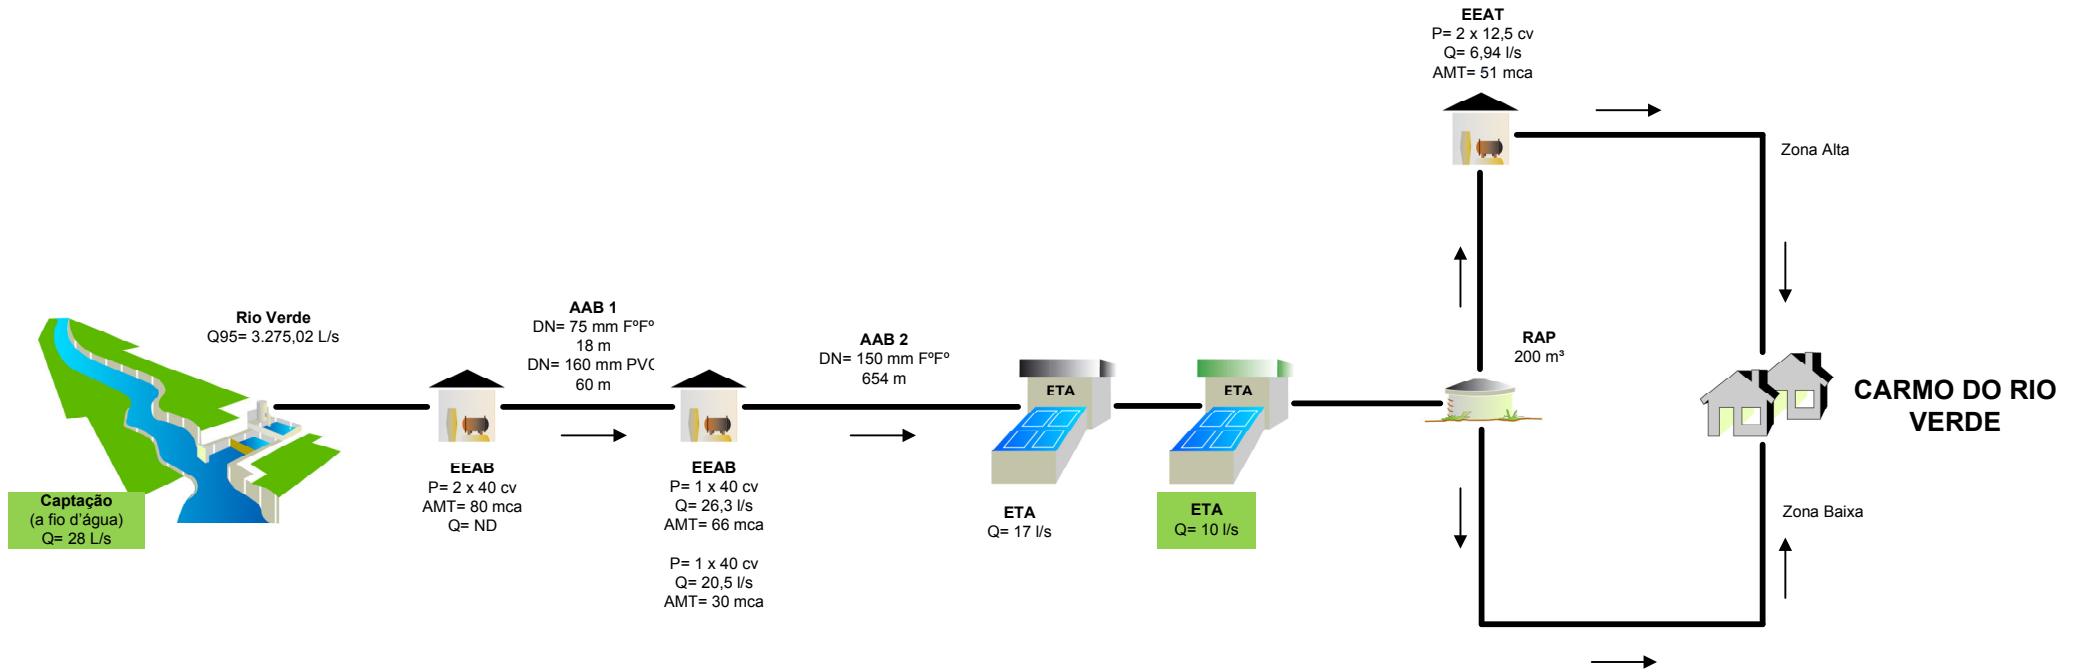 EEAT
P= 2 x 12,5 cv
Q= 6,94 l/s
AMT= 51 mca
Zona Alta
Rio Verde
Q95= 3.275,02 L/s
AAB 1
DN= 75 mm FºFº
18 m
DN= 160 mm PVC
60 m
AAB 2
DN= 150 mm FºFº
654 m
RAP
200 m³
ETA
ETA
CARMO DO RIO
VERDE
Captação
(a fio d’água)
Q= 28 L/s
EEAB
P= 2 x 40 cv
AMT= 80 mca
Q= ND
EEAB
P= 1 x 40 cv
Q= 26,3 l/s
AMT= 66 mca
P= 1 x 40 cv
Q= 20,5 l/s
AMT= 30 mca
ETA
Q= 17 l/s
ETA
Q= 10 l/s
Zona Baixa